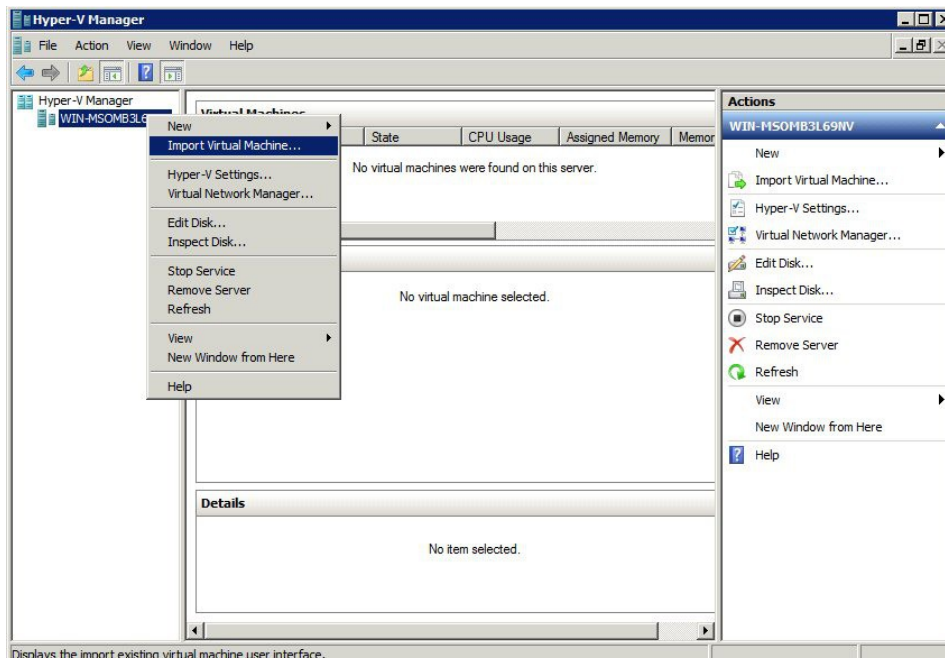 Hyper-V Manager
File Action View Window Help
Hyper-V Manager
WIN-MSOMB3L6
New
Import Virtual Machine...
Hyper-V Settings...
Virtual Network Manager...
Edit Disk...
Inspect Disk...
Stop Service
Remove Server
Refresh
View
New Window from Here
Help
Virtual Machines
State CPU Usage Assigned Memory Memor
No virtual machines were found on this server.
No virtual machine selected.
Details
No item selected.
Actions
WIN-MSOMB3L69NV
New
Import Virtual Machine...
Hyper-V Settings...
Virtual Network Manager...
Edit Disk...
Inspect Disk...
Stop Service
Remove Server
Refresh
View
New Window from Here
Help
Displays the import existing virtual machine user interface.